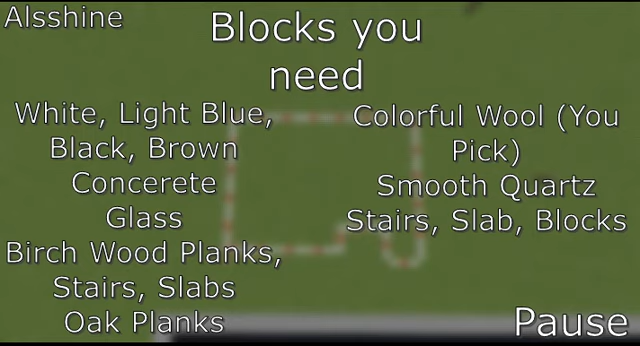 Alsshine
Blocks you
need
White, Light Blue,
Black, Brown
Concerete
Glass
Birch Wood Planks,
Stairs, Slabs
Oak Planks
Colorful Wool (You
Pick)
Smooth Quartz
Stairs, Slab, Blocks
Pause